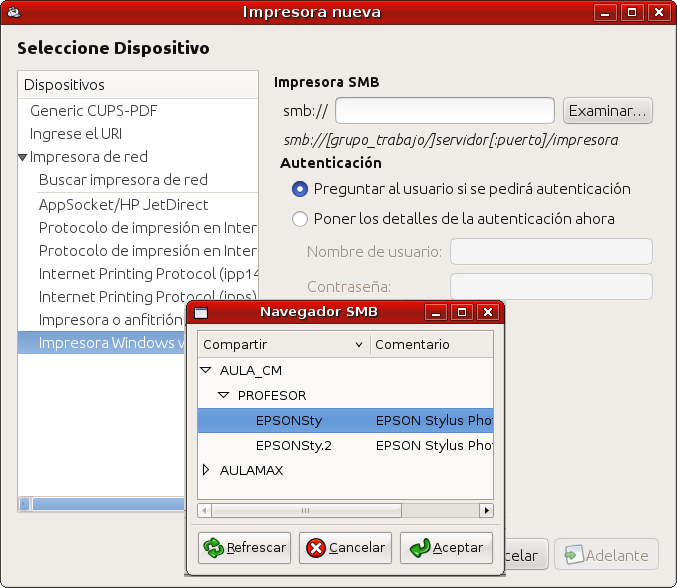 Impresora nueva
Seleccione Dispositivo
Dispositivos
Generic CUPS-PDF
Ingrese el URI
Impresora de red
Buscar impresora de red
AppSocket/HP JetDirect
Protocolo de impresión en Inter
Protocolo de impresión en Inter
Internet Printing Protocol (ipp14
Internet Printing Protocol (ipps)
Impresora o anfitrión
Impresora Windows v
Impresora SMB
smb://
Examinar...
smb://[grupo_trabajo/]servidor[:puerto]/impresora
Autenticación
Preguntar al usuario si se pedirá autenticación
Poner los detalles de la autenticación ahora
Nombre de usuario:
Contraseña:
Navegador SMB
Compartir Comentario
AULA_CM
PROFESOR
EPSONSty EPSON Stylus Phot
EPSONSty.2 EPSON Stylus Phot
AULAMAX
Refrescar Cancelar Aceptar
celar Adelante